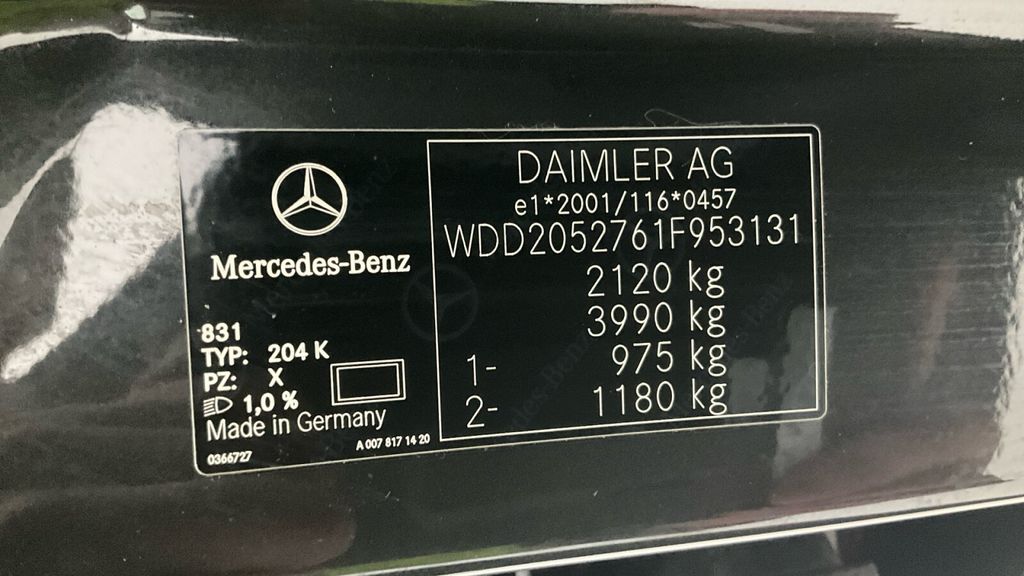 Mercedes-Benz
831
TYP: 204 K
PZ: X
1,0 %
Made in Germany
0366727
A 007 817 14 20
DAIMLER AG
e1*2001/116*0457
WDD2052761F953131
2120 kg
3990 kg
1- 975 kg
2- 1180 kg